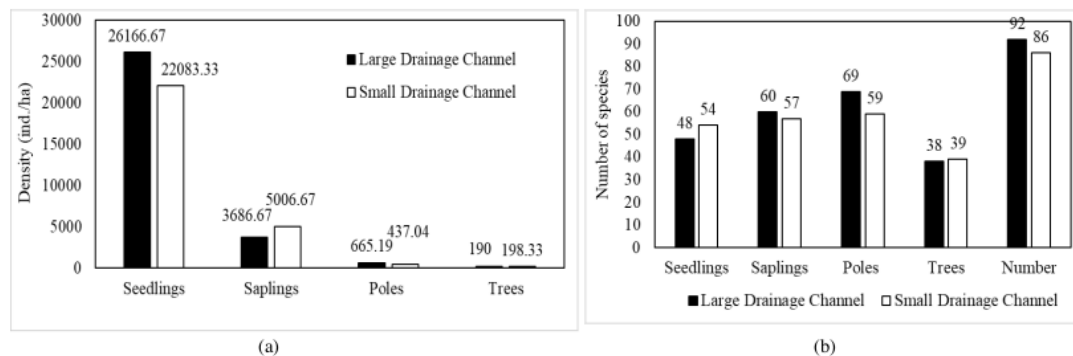 30000
25000
20000
15000
10000
5000
0
Density (ind./ha)
26166.67
22083.33
3686.67
5006.67
665.19
437.04
190
198.33
Large Drainage Channel
Small Drainage Channel
Seedlings
Saplings
Poles
Trees
(a)
100
90
80
70
60
50
40
30
20
10
0
Number of species
48
54
60
57
69
59
38
39
92
86
Seedlings
Saplings
Poles
Trees
Number
Large Drainage Channel
Small Drainage Channel
(b)